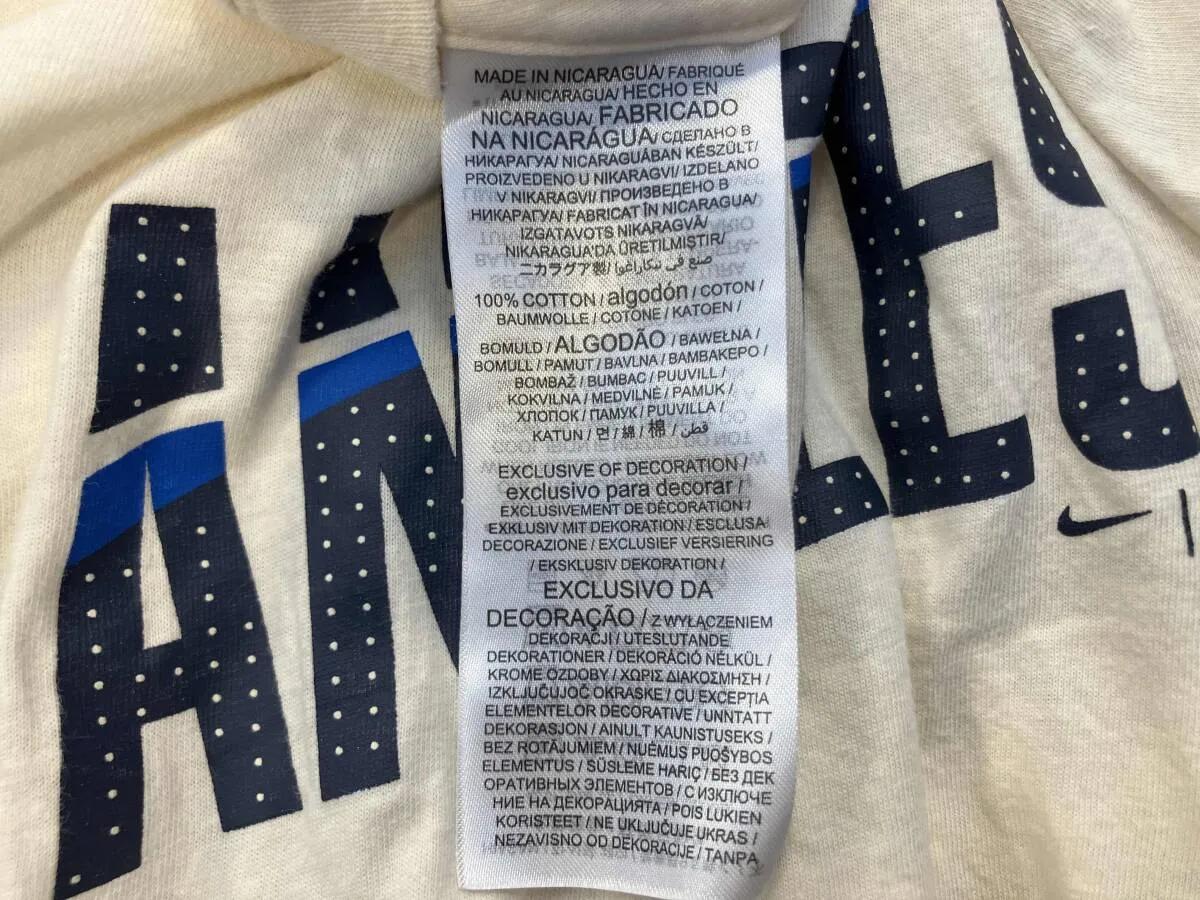 MADE IN NICARAGUA/ FABRIQUÉ
AU NICARAGUA/ HECHO EN
NICARAGUA/ FABRICADO
NA NICARÁGUA/ СДЕЛАНО В
НИКАРАГУА/ NICARAGUÁBAN KÉSZÜLT/
PROIZVEDENO U NIKARAGVI/ IZDELANO
V NIKARAGVI/ ПРОИЗВЕДЕНО В
НИКАРАГУА/ FABRICAT ÎN NICARAGUA/
IZGATAVOTS NIKARAGVĀ/
NIKARAGUA'DA ÜRETILMIŞTIR/
ニカラグア製/ صنع في نيكاراغوا/
100% COTTON / algodón / COTON /
BAUMWOLLE / COTONE / KATOEN /
BOMULD / ALGODÃO / BAWEŁNA /
BOMULL / PAMUT / BAVLNA / ΒΑΜΒΑΚΕΡΟ /
BOMBAŽ / BUMBAC / PUUVILL /
KOKVILNA / MEDVILNĖ / PAMUK /
ХЛОПОК / ПАМУК / PUUVILLA /
KATUN / 면 / 綿 / 棉 / قطن /
EXCLUSIVE OF DECORATION /
exclusivo para decorar /
EXCLUSIVEMENT DE DÉCORATION /
EXKLUSIV MIT DEKORATION / ESCLUSA
DECORAZIONE / EXCLUSIEF VERSIERING
/ EKSKLUSIV DEKORATION /
EXCLUSIVO DA
DECORAÇÃO / Z WYŁĄCZENIEM
DEKORACJI / UTESLUTANDE
DEKORATIONER / DEKORÁCIÓ NÉLKÜL /
KROMĚ OZDOBY / ΧΩΡΙΣ ΔΙΑΚΟΣΜΗΣΗ /
IZKLJUČUJOČ OKRASKE / CU EXCEPȚIA
ELEMENTELOR DECORATIVE / UNNTATT
DEKORASJON / AINULT KAUNISTUSEKS /
BEZ ROTĀJUMIEM / NUĖMUS PUOŠYBOS
ELEMENTUS / SÜSLEME HARIÇ / БЕЗ ДЕК
ОРАТИВНЫХ ЭЛЕМЕНТОВ / С ИЗКЛЮЧЕ
НИЕ НА ДЕКОРАЦИЯТА / POIS LUKIEN
KORISTEET / NE UKLJUČUJE UKRAS /
NEZAVISNO OD DEKORACIJE / TANPA